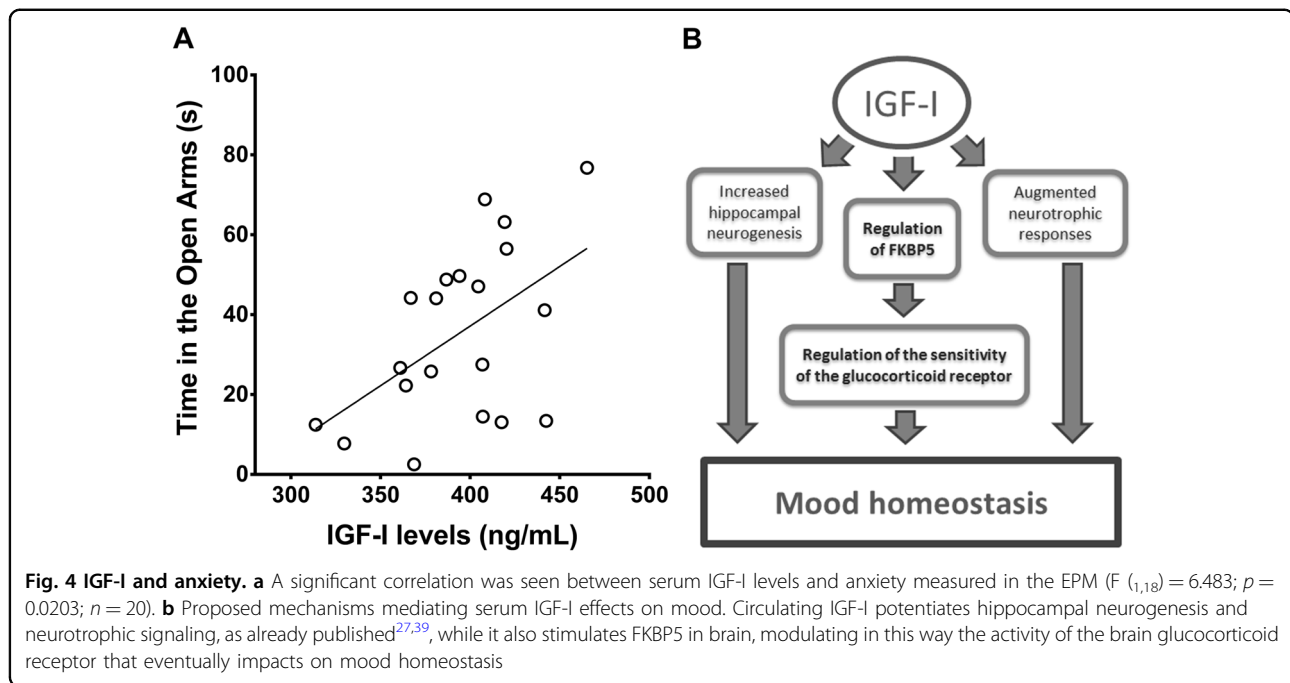 A
Time in the Open Arms (s)
100
80
60
40
20
0
300 350 400 450 500
IGF-I levels (ng/mL)
B
IGF-I
Increased
hippocampal
neurogenesis
Regulation
of FKBP5
Augmented
neurotrophic
responses
Regulation of the sensitivity
of the glucocorticoid receptor
Mood homeostasis
Fig. 4 IGF-I and anxiety. a A significant correlation was seen between serum IGF-I levels and anxiety measured in the EPM (F (1,18) = 6.483; p =
0.0203; n = 20). b Proposed mechanisms mediating serum IGF-I effects on mood. Circulating IGF-I potentiates hippocampal neurogenesis and
neurotrophic signaling, as already published27,39, while it also stimulates FKBP5 in brain, modulating in this way the activity of the brain glucocorticoid
receptor that eventually impacts on mood homeostasis